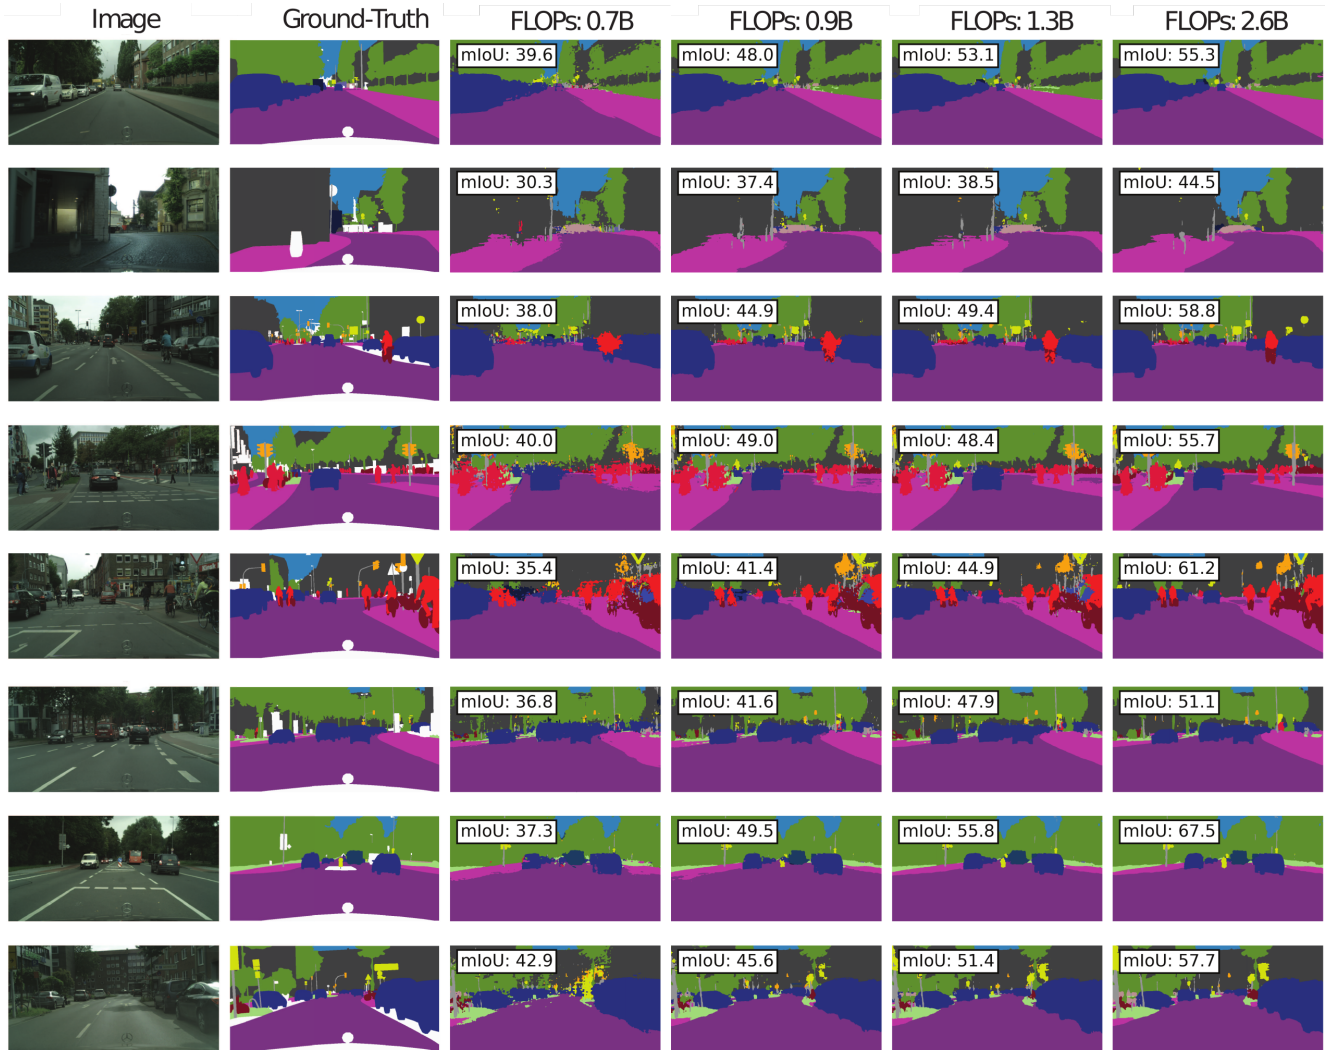 Image Ground-Truth FLOPs: 0.7B FLOPs: 0.9B FLOPs: 1.3B FLOPs: 2.6B
mIoU: 39.6 mIoU: 48.0 mIoU: 53.1 mIoU: 55.3
mIoU: 30.3 mIoU: 37.4 mIoU: 38.5 mIoU: 44.5
mIoU: 38.0 mIoU: 44.9 mIoU: 49.4 mIoU: 58.8
mIoU: 40.0 mIoU: 49.0 mIoU: 48.4 mIoU: 55.7
mIoU: 35.4 mIoU: 41.4 mIoU: 44.9 mIoU: 61.2
mIoU: 36.8 mIoU: 41.6 mIoU: 47.9 mIoU: 51.1
mIoU: 37.3 mIoU: 49.5 mIoU: 55.8 mIoU: 67.5
mIoU: 42.9 mIoU: 45.6 mIoU: 51.4 mIoU: 57.7